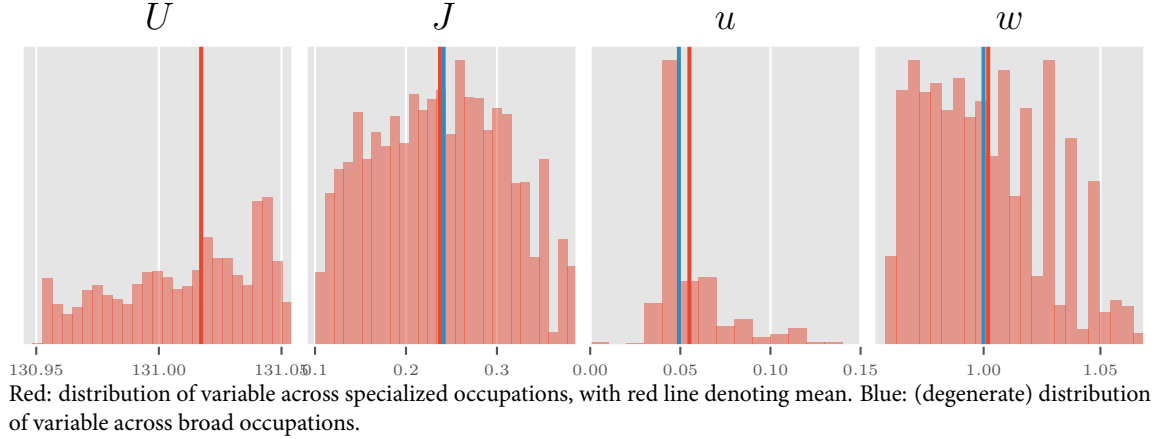 U J u w
130.95 131.00 131.05 0.1 0.2 0.3 0.00 0.05 0.10 0.15 1.00 1.05
Red: distribution of variable across specialized occupations, with red line denoting mean. Blue: (degenerate) distribution
of variable across broad occupations.